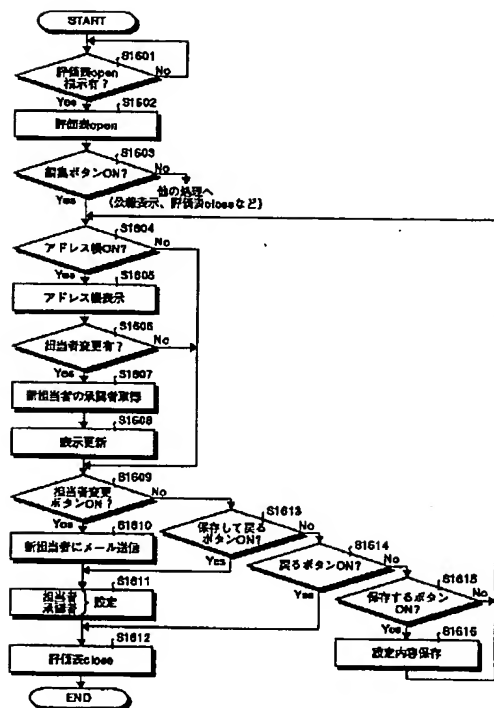 START
S1601
評価表open
指示有?
No
Yes
S1602
評価表open
S1603
編集ボタンON?
No
Yes
他の処理へ
(公報表示、評価表closeなど)
S1604
アドレス帳ON?
No
Yes
S1605
アドレス帳表示
S1606
担当者変更有?
No
Yes
S1607
新担当者の承認者取得
S1608
表示更新
S1609
担当者変更
ボタンON?
No
Yes
S1610
新担当者にメール送信
S1613
保存して戻る
ボタンON?
No
Yes
S1614
戻るボタンON?
No
Yes
S1615
保存するボタン
ON?
No
Yes
S1616
設定内容保存
S1611
担当者
承認者
設定
S1612
評価表close
END